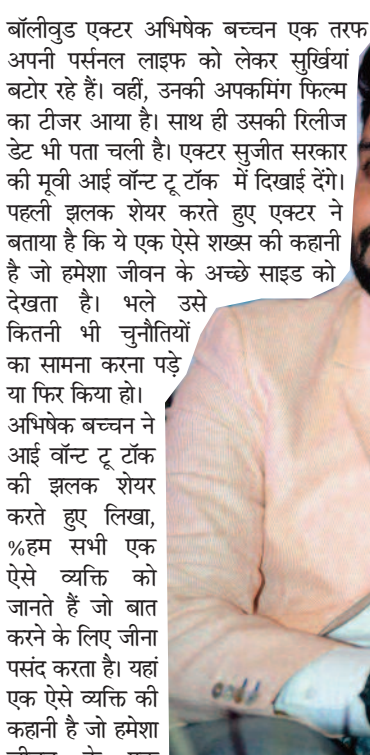 बॉलीवुड एक्टर अभिषेक बच्चन एक तरफ
अपनी पर्सनल लाइफ को लेकर सुर्खियां
बटोर रहे हैं। वहीं, उनकी अपकमिंग फिल्म
का टीजर आया है। साथ ही उसकी रिलीज
डेट भी पता चली है। एक्टर सुजीत सरकार
की मूवी आई वॉन्ट टू टॉक में दिखाई देंगे।
पहली झलक शेयर करते हुए एक्टर ने
बताया है कि ये एक ऐसे शख्स की कहानी
है जो हमेशा जीवन के अच्छे साइड को
देखता है। भले उसे
कितनी भी चुनौतियों
का सामना करना पड़े
या फिर किया हो।
अभिषेक बच्चन ने
आई वॉन्ट टू टॉक
की झलक शेयर
करते हुए लिखा,
%हम सभी एक
ऐसे व्यक्ति को
जानते हैं जो बात
करने के लिए जीना
पसंद करता है। यहां
एक ऐसे व्यक्ति की
कहानी है जो हमेशा